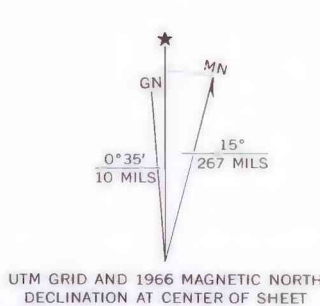 ★
GN
MN
0°35'
10 MILS
15°
267 MILS
UTM GRID AND 1966 MAGNETIC NORTH
DECLINATION AT CENTER OF SHEET